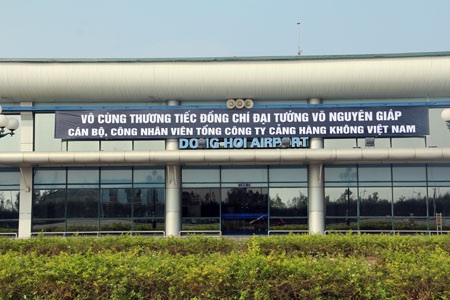 VÔ CÙNG THƯƠNG TIẾC ĐỒNG CHÍ ĐẠI TƯỚNG VÕ NGUYÊN GIÁP
CÁN BỘ, CÔNG NHÂN VIÊN TỔNG CÔNG TY CẢNG HÀNG KHÔNG VIỆT NAM
DONG HOI AIRPORT